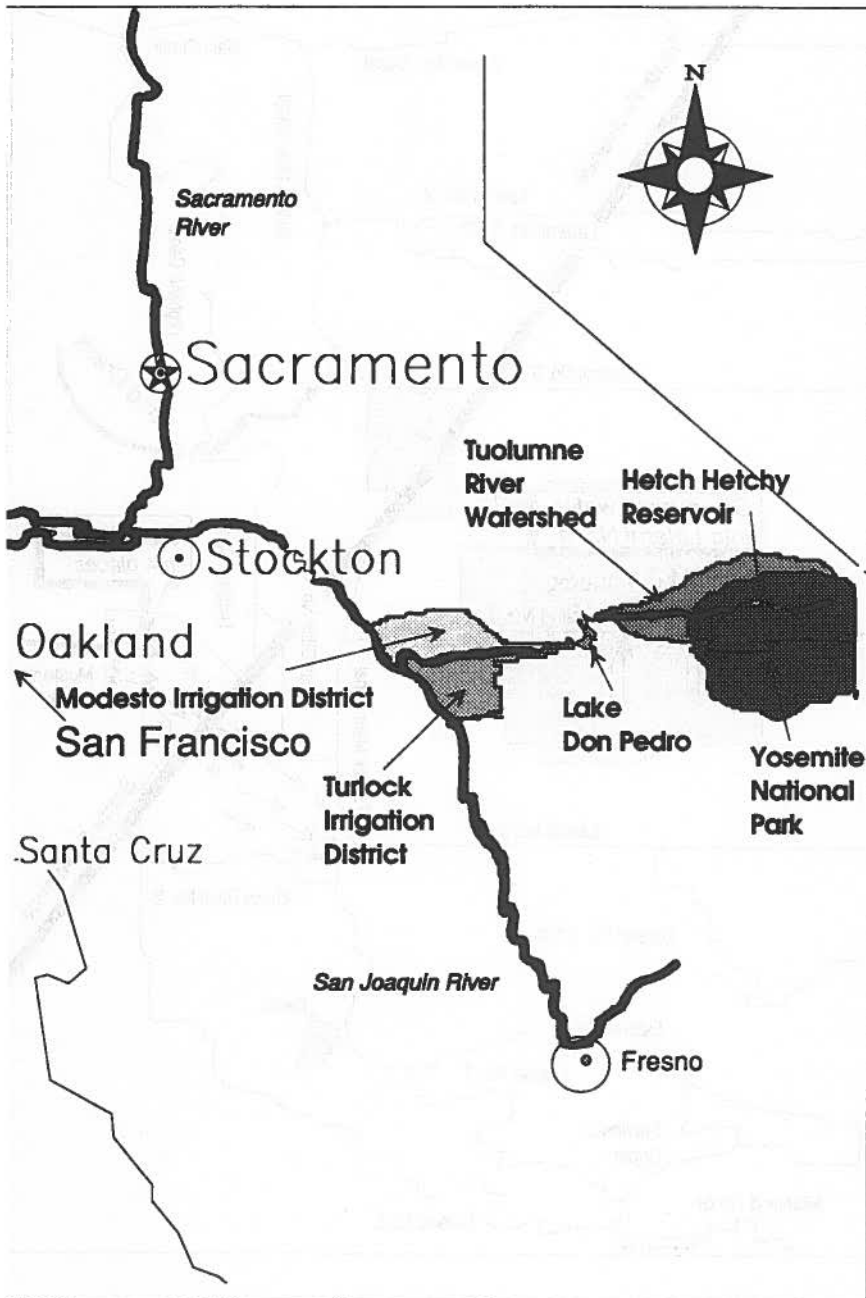 N
Sacramento
River
Sacramento
Tuolumne
River
Watershed
Hetch Hetchy
Reservoir
Stockton
Oakland
Modesto Irrigation District
San Francisco
Lake
Don Pedro
Yosemite
National
Park
Turlock
Irrigation
District
Santa Cruz
San Joaquin River
Fresno